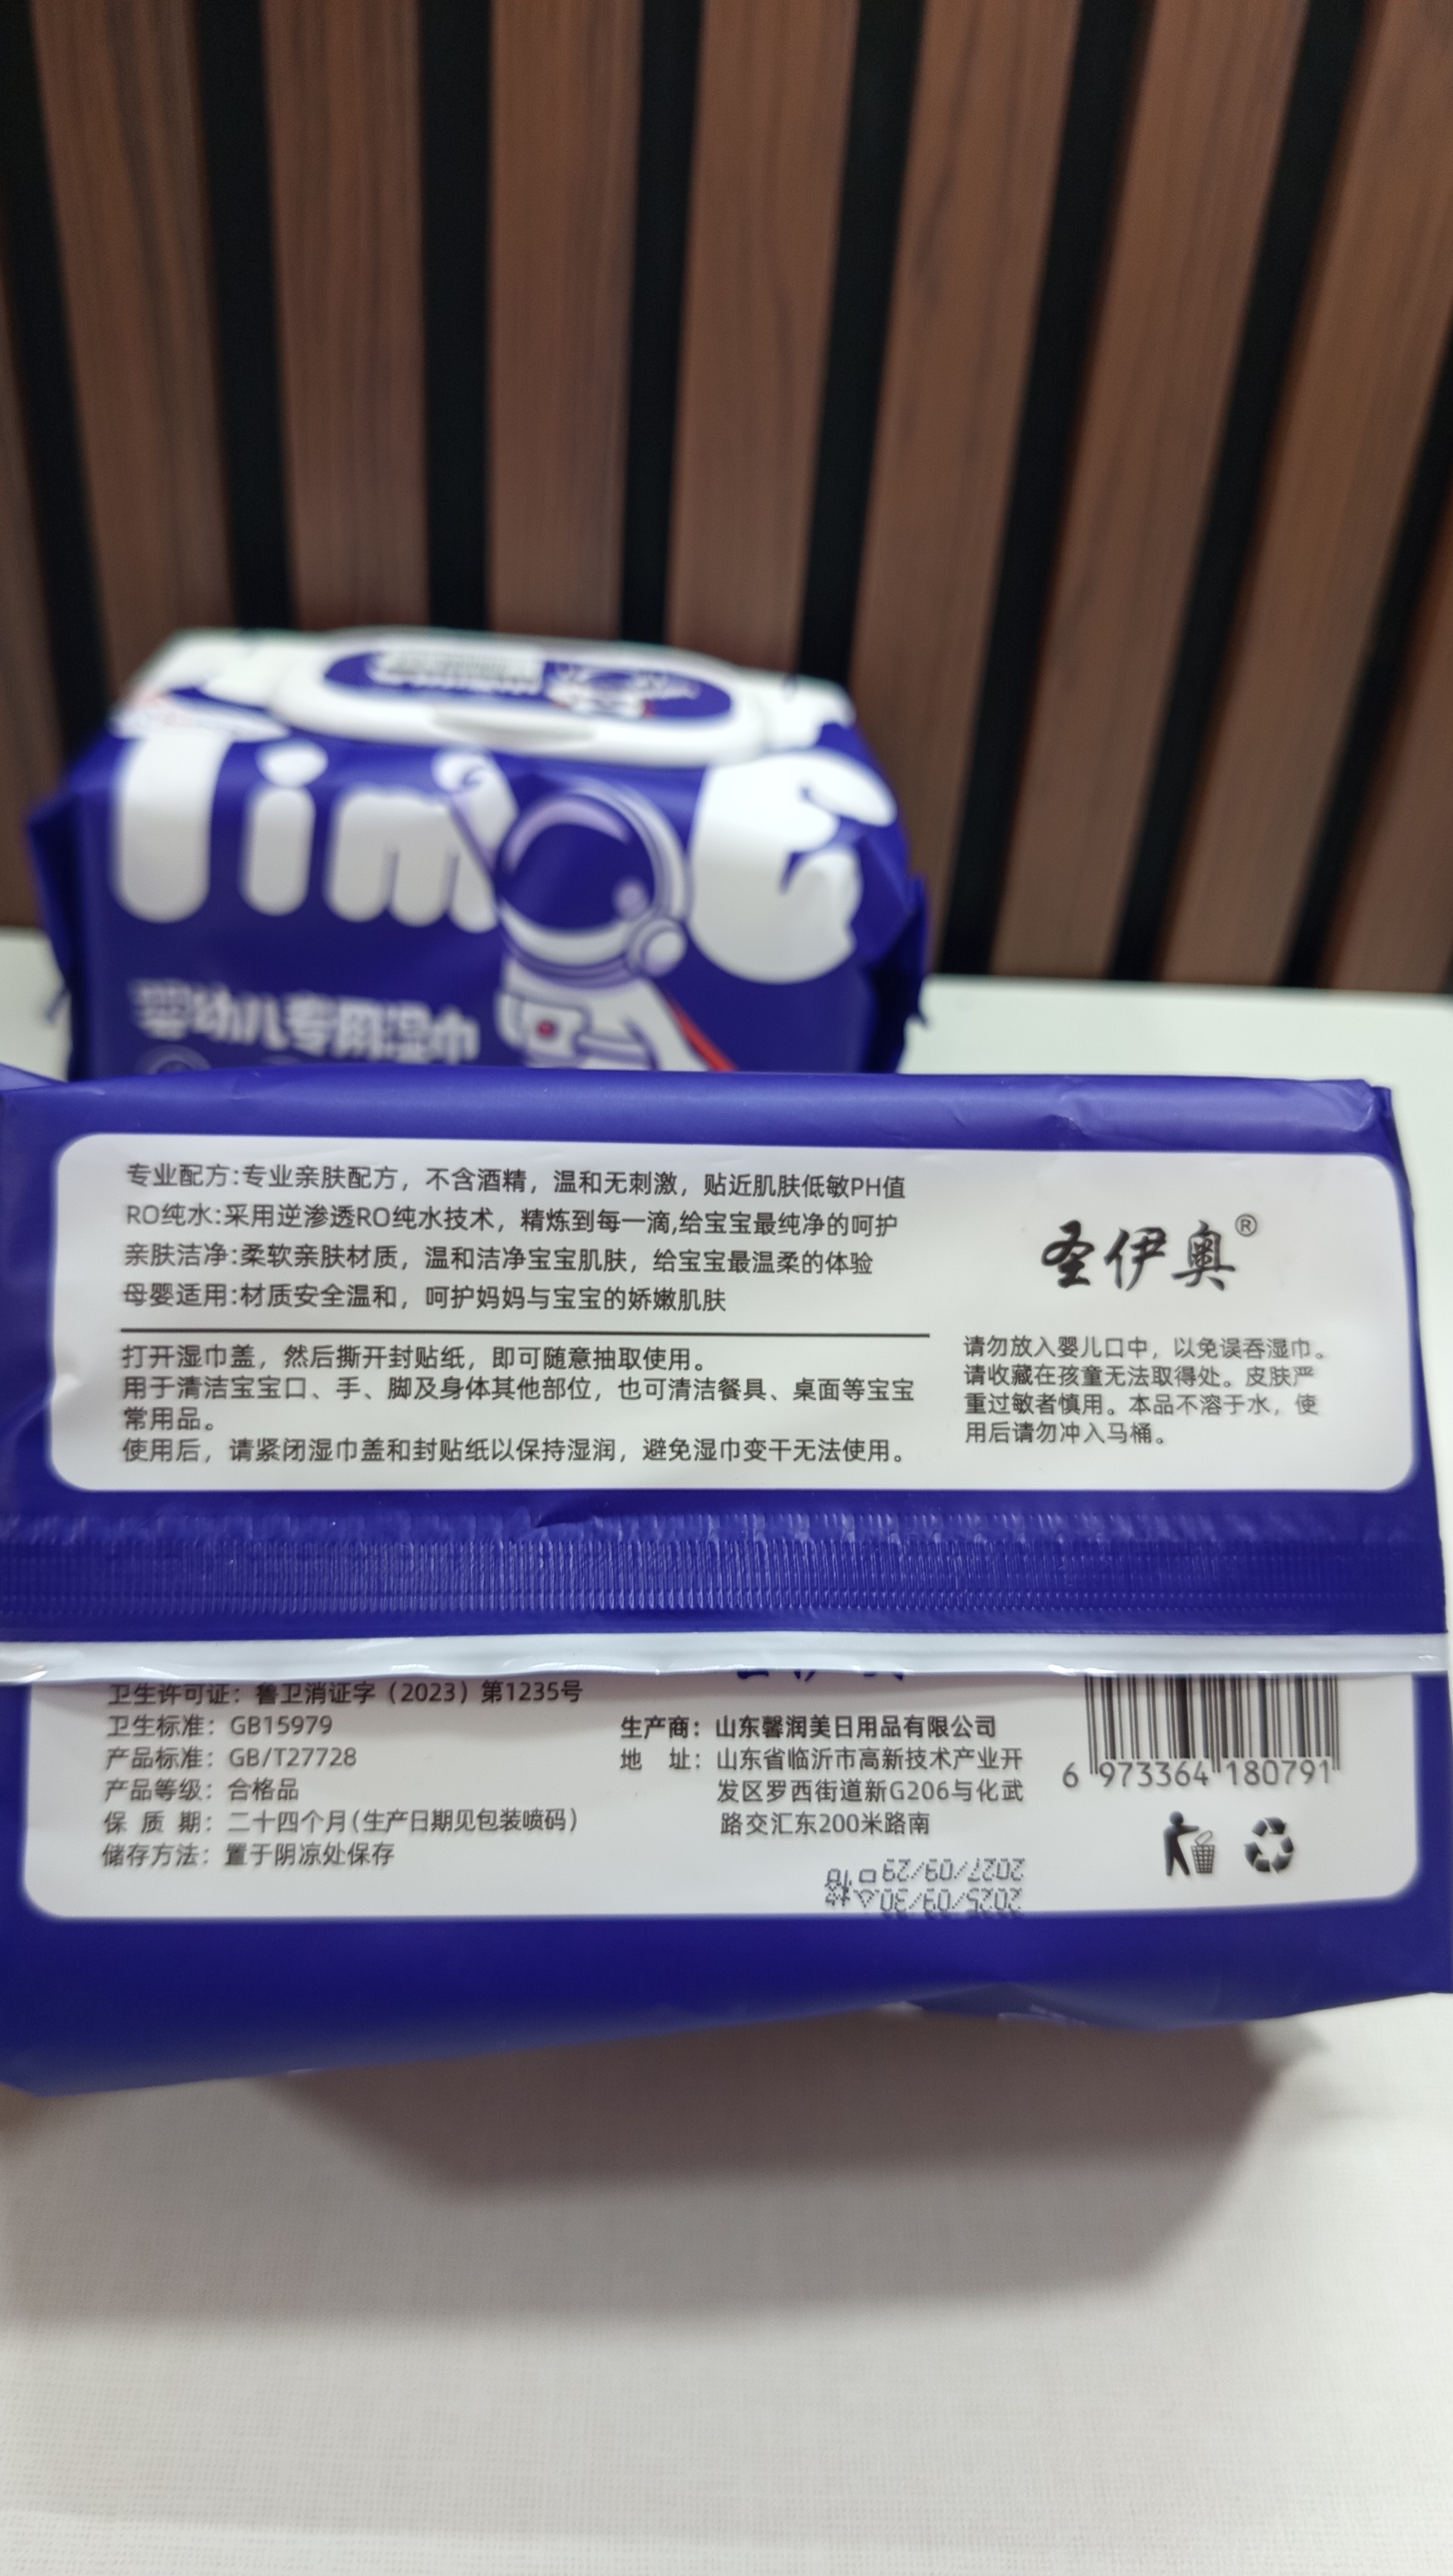 Tim
婴幼儿专用湿巾
专业配方:专业亲肤配方，不含酒精，温和无刺激，贴近肌肤低敏PH值
RO纯水:采用逆渗透RO纯水技术，精炼到每一滴,给宝宝最纯净的呵护
亲肤洁净:柔软亲肤材质，温和洁净宝宝肌肤，给宝宝最温柔的体验
母婴适用:材质安全温和，呵护妈妈与宝宝的娇嫩肌肤
打开湿巾盖，然后撕开封贴纸，即可随意抽取使用。
用于清洁宝宝口、手、脚及身体其他部位，也可清洁餐具、桌面等宝宝
常用品。
使用后，请紧闭湿巾盖和封贴纸以保持湿润，避免湿巾变干无法使用。
圣伊奥®
请勿放入婴儿口中，以免误吞湿巾。
请收藏在孩童无法取得处。皮肤严
重过敏者慎用。本品不溶于水，使
用后请勿冲入马桶。
卫生许可证：鲁卫消证字（2023）第1235号
卫生标准：GB15979
产品标准：GB/T27728
产品等级：合格品
保 质 期：二十四个月(生产日期见包装喷码)
储存方法：置于阴凉处保存
生产商：山东馨润美日用品有限公司
地 址：山东省临沂市高新技术产业开
发区罗西街道新G206与化武
路交汇东200米路南
6 973364 180791
2025/09/30
2027/09/29